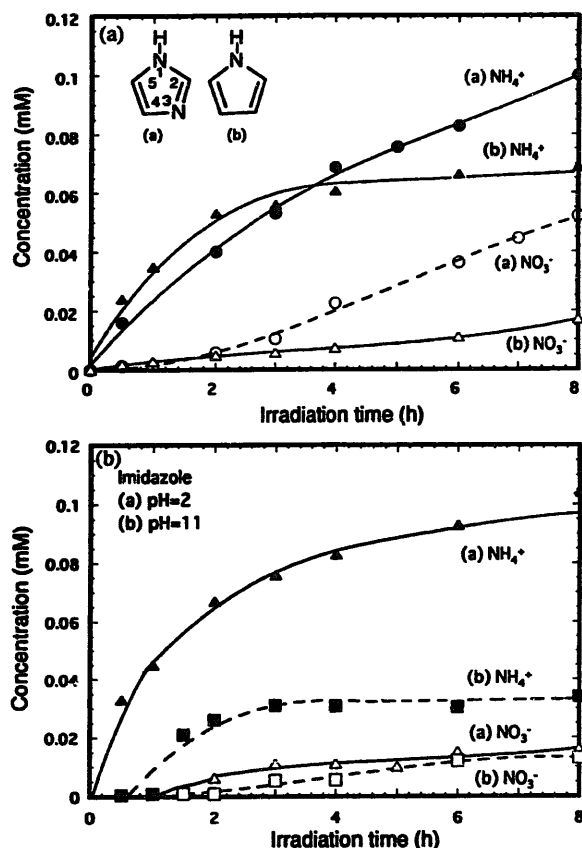 (a)
H
N
1
5
2
4
3
N
(a)
H
N
(b)
(a) NH₄⁺
(b) NH₄⁺
(a) NO₃⁻
(b) NO₃⁻
Concentration (mM)
0.12
0.1
0.08
0.06
0.04
0.02
0
0
2
4
6
8
Irradiation time (h)
(b)
Imidazole
(a) pH=2
(b) pH=11
(a) NH₄⁺
(b) NH₄⁺
(a) NO₃⁻
(b) NO₃⁻
Concentration (mM)
0.12
0.1
0.08
0.06
0.04
0.02
0
0
2
4
6
8
Irradiation time (h)